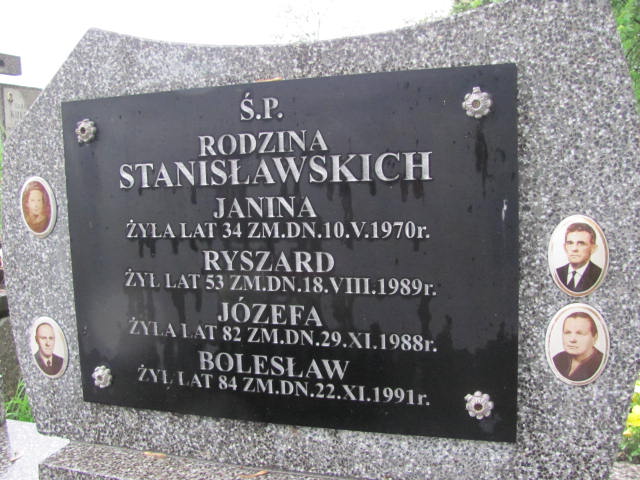 Ś.P.
RODZINA
STANISŁAWSKICH
JANINA
ŻYŁA LAT 34 ZM.DN.10.V.1970r.
RYSZARD
ŻYŁ LAT 53 ZM.DN.18.VIII.1989r.
JÓZEFA
ŻYŁA LAT 82 ZM.DN.29.XI.1988r.
BOLESŁAW
ŻYŁ LAT 84 ZM.DN.22.XI.1991r.